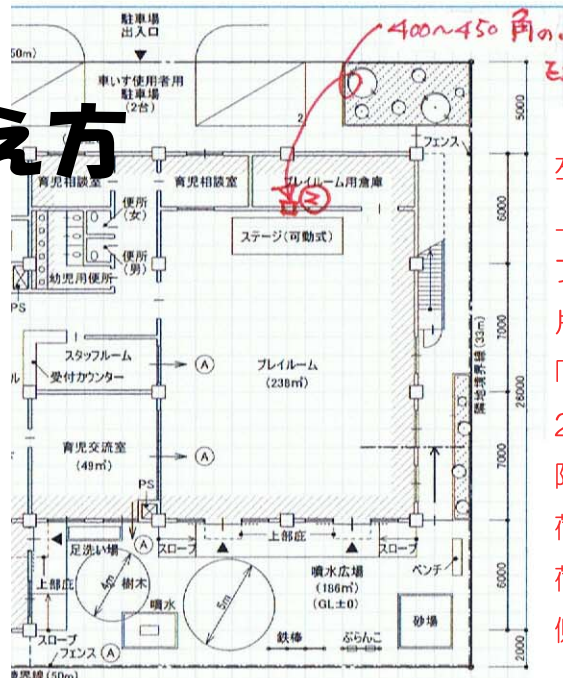 駐車場
出入口
50m)
400～450 角の
車いす使用者用
駐車場
(2台)
2
5000
え方
フェンス
育児相談室
育児相談室
プレイルーム用倉庫
便所
(女)
ステージ(可動式)
便所
(男)
幼児用便所
PS
6000
スタッフルーム
受付カウンター
A
プレイルーム
(238㎡)
7000
隣地境界線(33m)
26000
育児交流室
(49㎡)
A
7000
PS
足洗い場
A
スロープ
上部庇
スロープ
上部庇
4m
樹木
5m
噴水広場
(186㎡)
(GL±0)
ベンチ
6000
噴水
砂場
スロープ
鉄棒
ぶらんこ
フェンス
A
2000
境界線(50m)